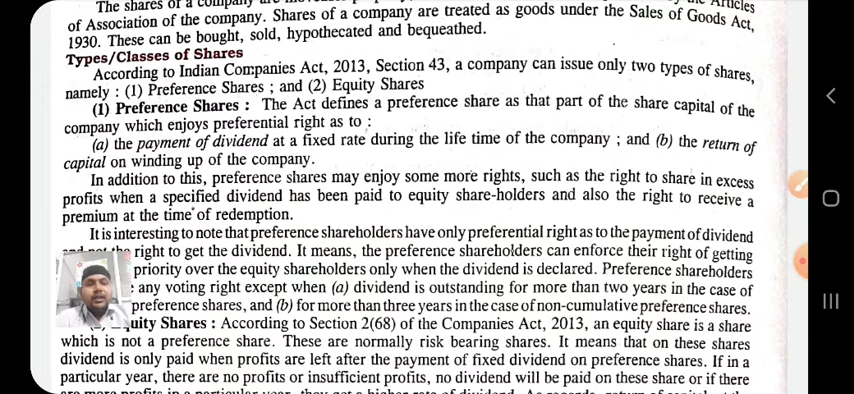 The shares of a company are
of Association of the company. Shares of a company are treated as goods under the Sales of Goods Act,
1930. These can be bought, sold, hypothecated and bequeathed.
Types/Classes of Shares
According to Indian Companies Act, 2013, Section 43, a company can issue only two types of shares,
namely : (1) Preference Shares ; and (2) Equity Shares
(1) Preference Shares : The Act defines a preference share as that part of the share capital of the
company which enjoys preferential right as to :
(a) the payment of dividend at a fixed rate during the life time of the company ; and (b) the return of
capital on winding up of the company.
In addition to this, preference shares may enjoy some more rights, such as the right to share in excess
profits when a specified dividend has been paid to equity share-holders and also the right to receive a
premium at the time of redemption.
It is interesting to note that preference shareholders have only preferential right as to the payment of dividend
and not the right to get the dividend. It means, the preference shareholders can enforce their right of getting
priority over the equity shareholders only when the dividend is declared. Preference shareholders
any voting right except when (a) dividend is outstanding for more than two years in the case of
preference shares, and (b) for more than three years in the case of non-cumulative preference shares.
uity Shares : According to Section 2(68) of the Companies Act, 2013, an equity share is a share
which is not a preference share. These are normally risk bearing shares. It means that on these shares
dividend is only paid when profits are left after the payment of fixed dividend on preference shares. If in a
particular year, there are no profits or insufficient profits, no dividend will be paid on these share or if there